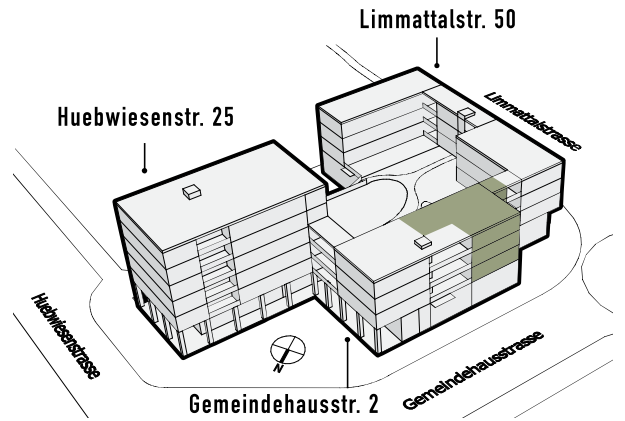 Limmattalstr. 50
Limmattalstrasse
Huebwiesenstr. 25
Huebwiesenstrasse
N
Gemeindehausstrasse
Gemeindehausstr. 2